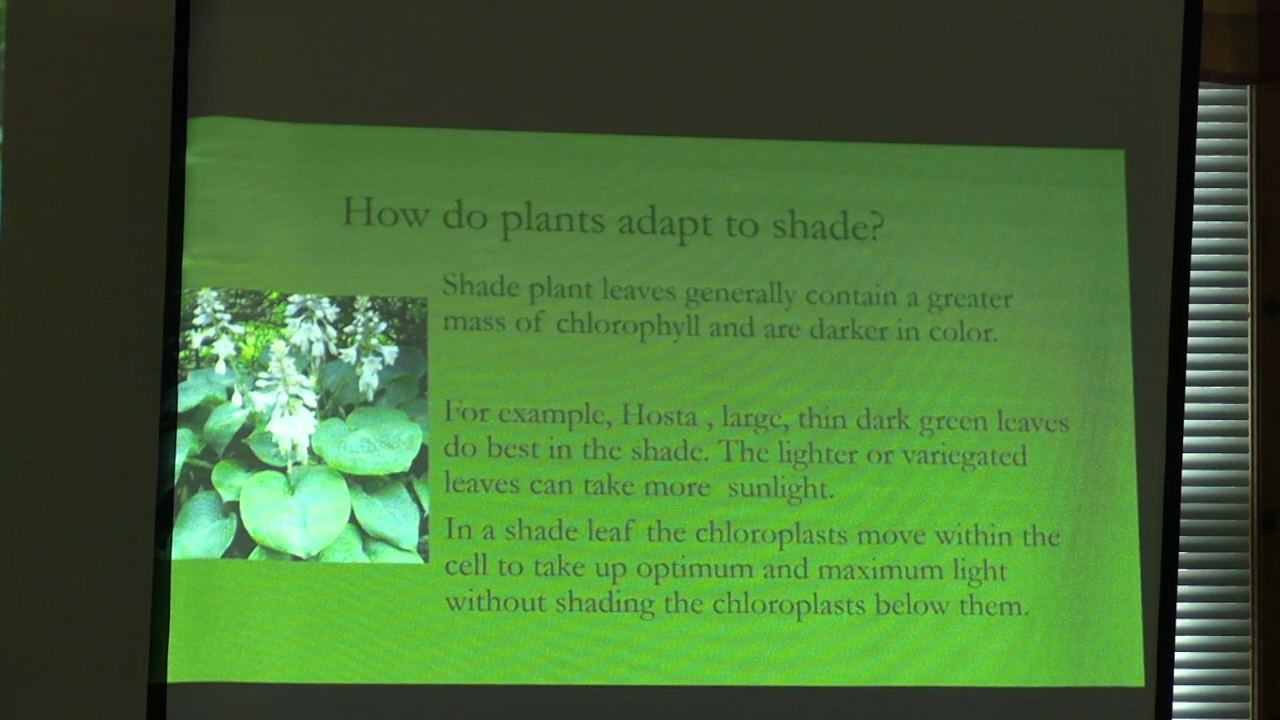 How do plants adapt to shade?
Shade plant leaves generally contain a greater
mass of chlorophyll and are darker in color.
For example, Hosta , large, thin dark green leaves
do best in the shade. The lighter or variegated
leaves can take more sunlight.
In a shade leaf the chloroplasts move within the
cell to take up optimum and maximum light
without shading the chloroplasts below them.